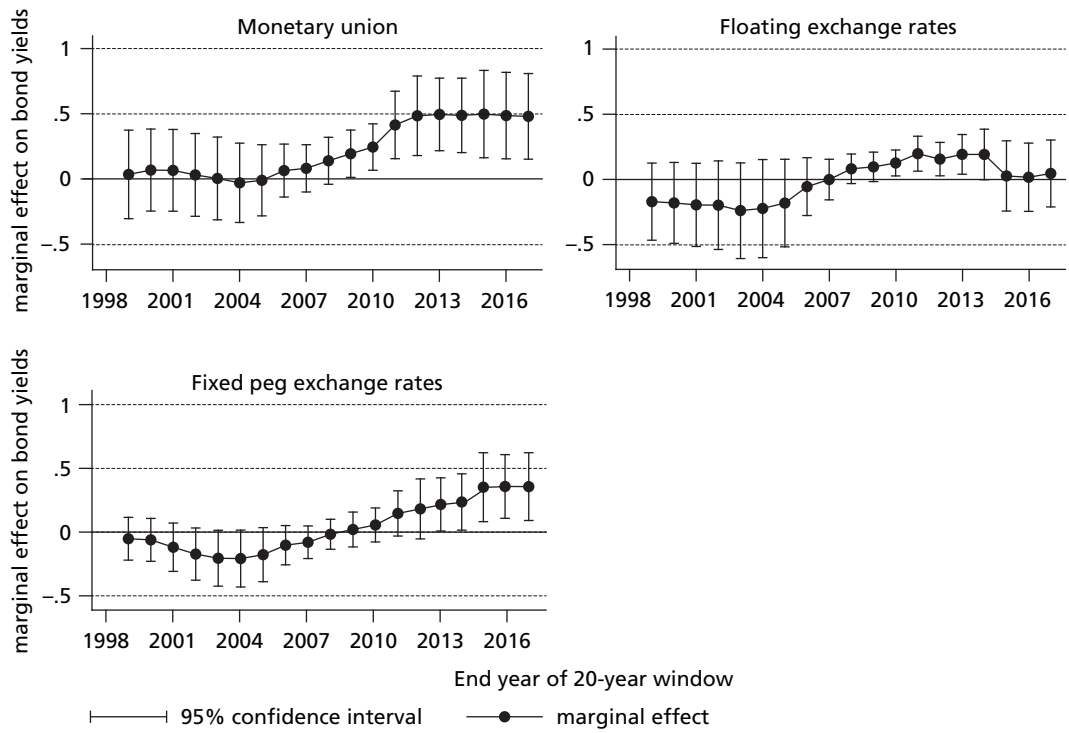 Monetary union
marginal effect on bond yields
1
.5
0
–.5
1998 2001 2004 2007 2010 2013 2016
Floating exchange rates
1
.5
0
–.5
1998 2001 2004 2007 2010 2013 2016
Fixed peg exchange rates
marginal effect on bond yields
1
.5
0
–.5
1998 2001 2004 2007 2010 2013 2016
End year of 20-year window
95% confidence interval marginal effect